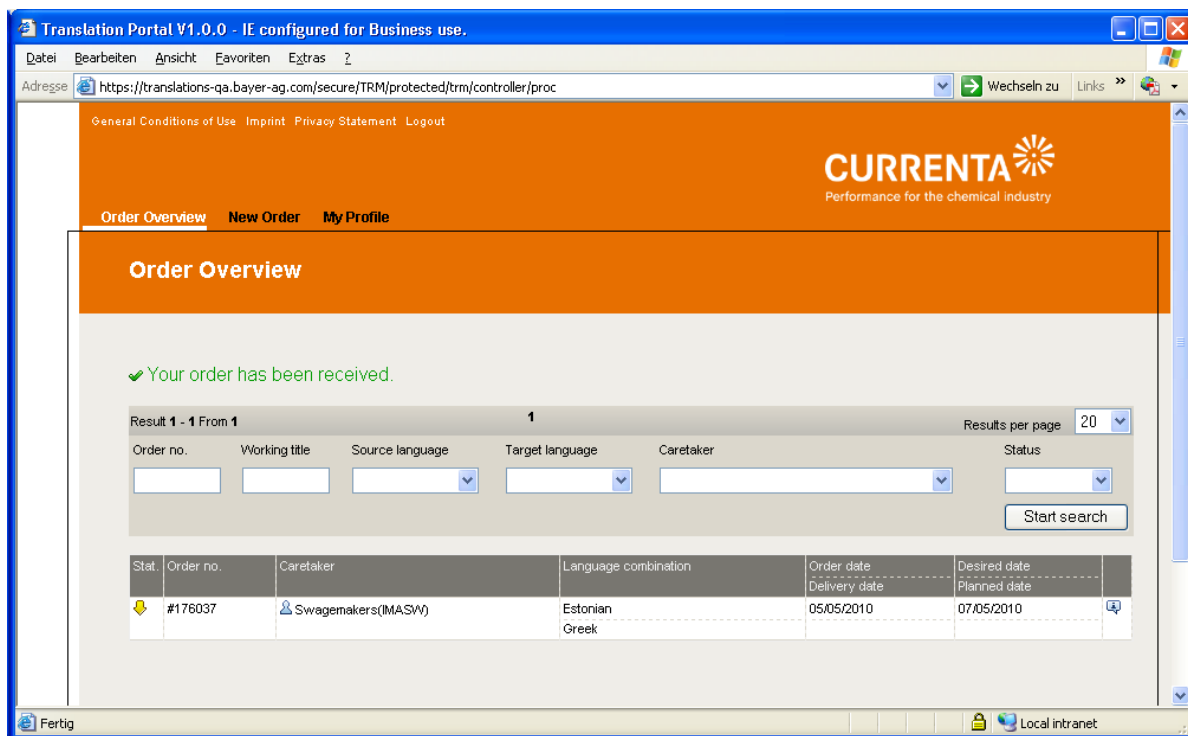 Translation Portal V1.0.0 - IE configured for Business use.
Datei Bearbeiten Ansicht Favoriten Extras ?
Adresse https://translations-qa.bayer-ag.com/secure/TRM/protected/trm/controller/proc Wechseln zu Links »
General Conditions of Use Imprint Privacy Statement Logout
CURRENTA
Performance for the chemical industry
Order Overview New Order My Profile
Order Overview
Your order has been received.
Result 1 - 1 From 1 1 Results per page 20
Order no. Working title Source language Target language Caretaker Status
Start search
Stat. Order no. Caretaker Language combination Order date Desired date
Delivery date Planned date
#176037 Swagemakers(IMASW) Estonian 05/05/2010 07/05/2010
Greek
Fertig Local intranet